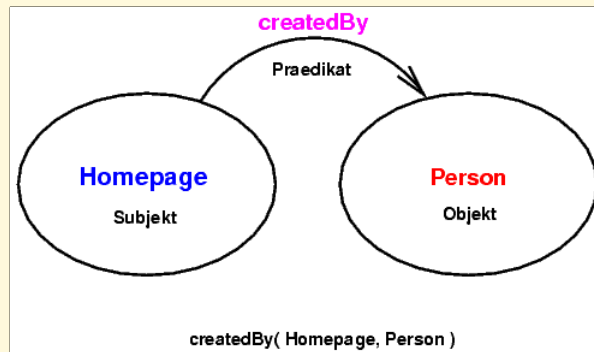 createdBy
Praedikat
Homepage
Subjekt
Person
Objekt
createdBy( Homepage, Person )